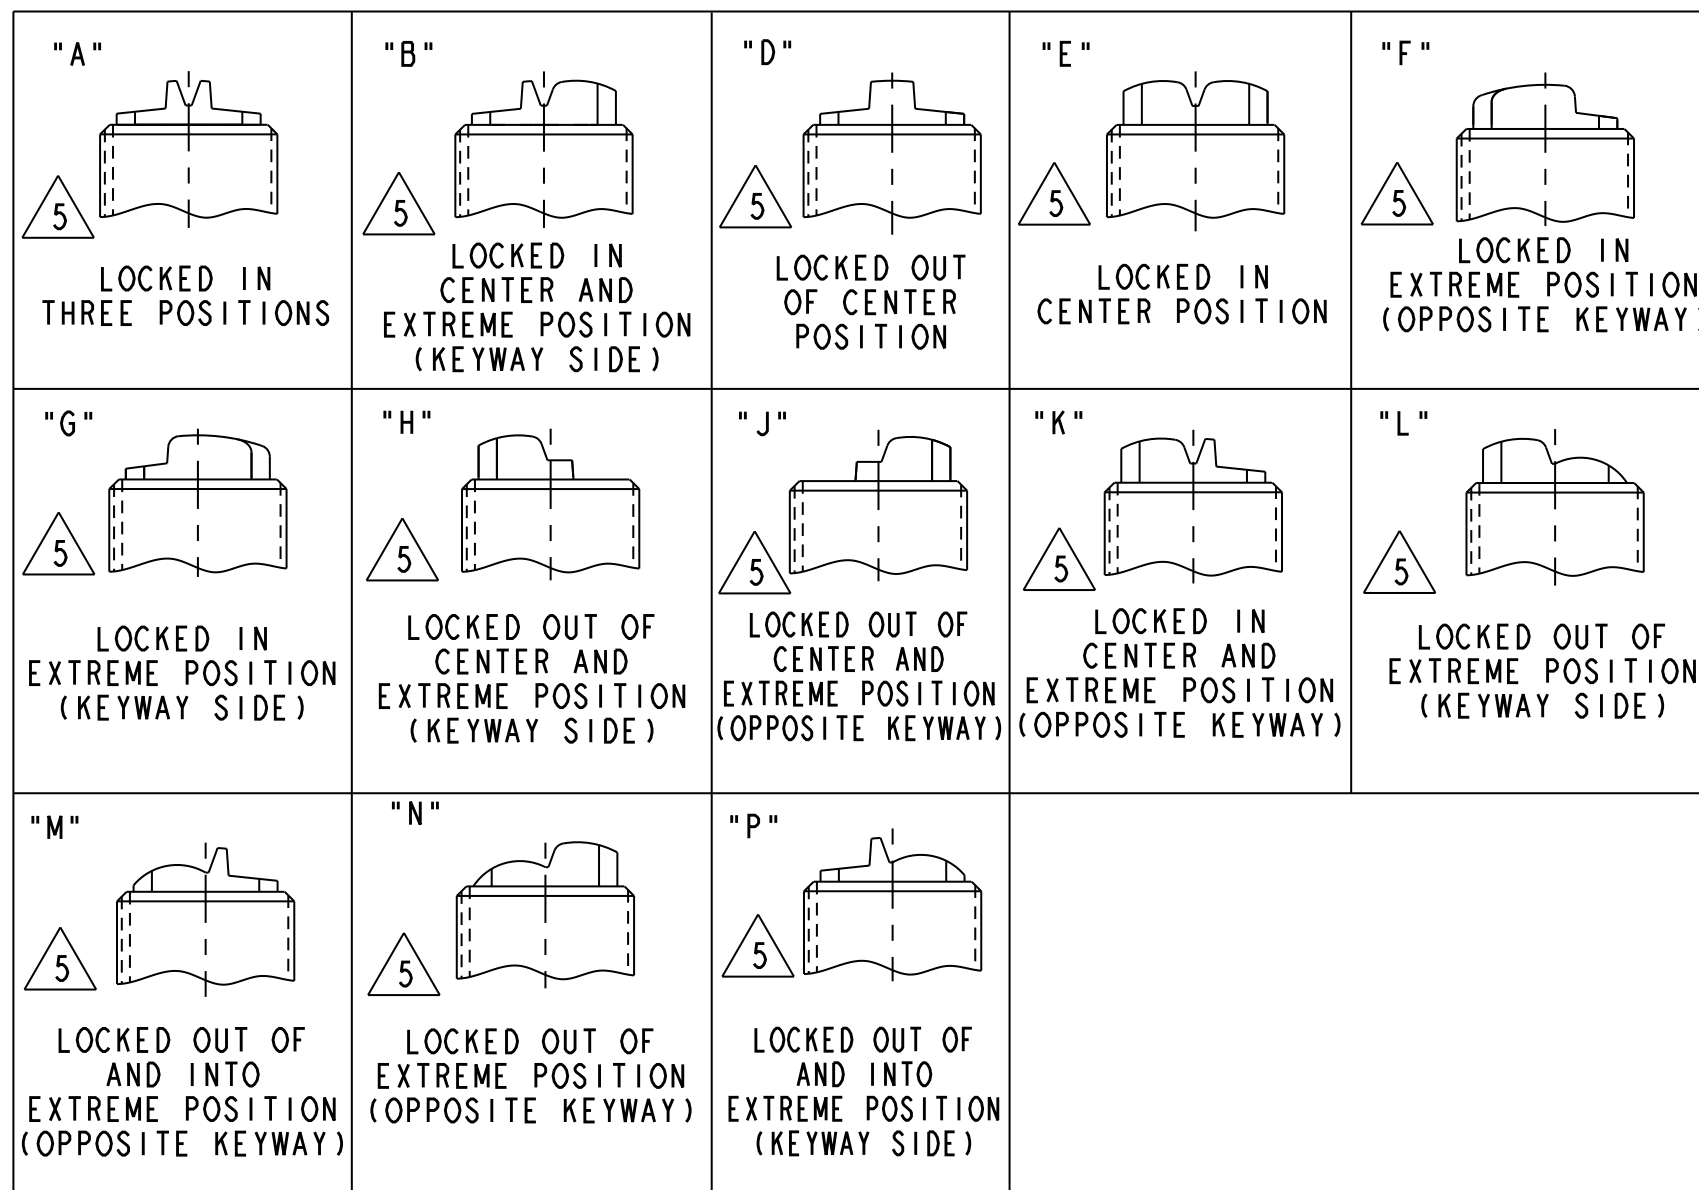 "A"
5
LOCKED IN
THREE POSITIONS
"B"
5
LOCKED IN
CENTER AND
EXTREME POSITION
(KEYWAY SIDE)
"D"
5
LOCKED OUT
OF CENTER
POSITION
"E"
5
LOCKED IN
CENTER POSITION
"F"
5
LOCKED IN
EXTREME POSITION
(OPPOSITE KEYWAY)
"G"
5
LOCKED IN
EXTREME POSITION
(KEYWAY SIDE)
"H"
5
LOCKED OUT OF
CENTER AND
EXTREME POSITION
(KEYWAY SIDE)
"J"
5
LOCKED OUT OF
CENTER AND
EXTREME POSITION
(OPPOSITE KEYWAY)
"K"
5
LOCKED IN
CENTER AND
EXTREME POSITION
(OPPOSITE KEYWAY)
"L"
5
LOCKED OUT OF
EXTREME POSITION
(KEYWAY SIDE)
"M"
5
LOCKED OUT OF
AND INTO
EXTREME POSITION
(OPPOSITE KEYWAY)
"N"
5
LOCKED OUT OF
EXTREME POSITION
(OPPOSITE KEYWAY)
"P"
5
LOCKED OUT OF
AND INTO
EXTREME POSITION
(KEYWAY SIDE)